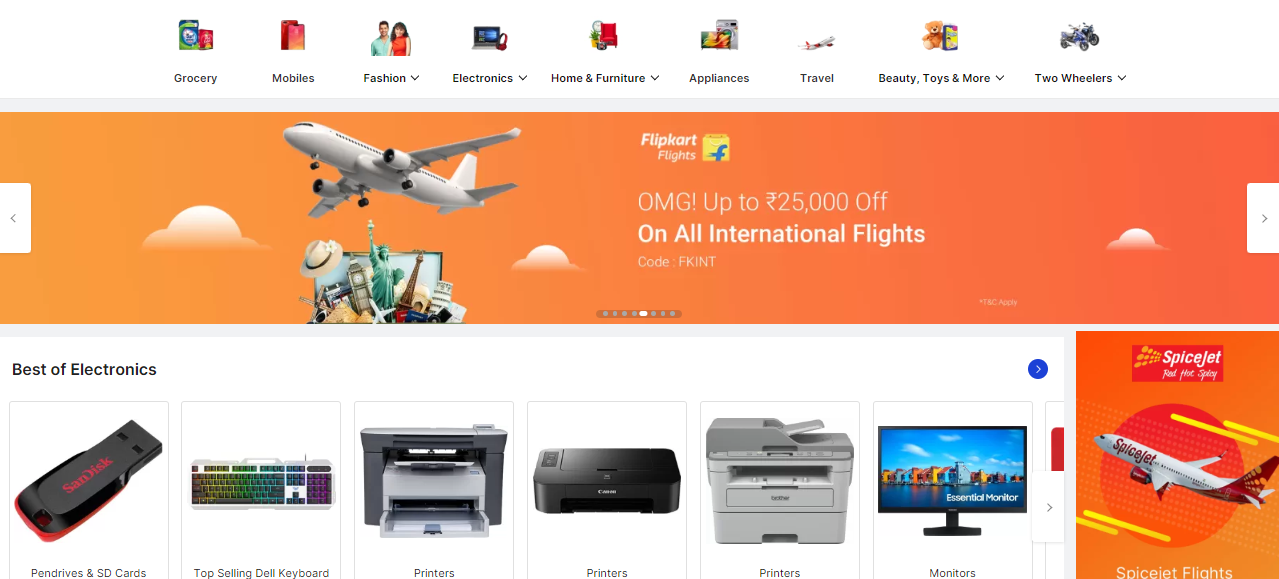 Grocery
Mobiles
Fashion
Electronics
Home & Furniture
Appliances
Travel
Beauty, Toys & More
Two Wheelers
Flipkart
Flights
OMG! Up to ₹25,000 Off
On All International Flights
Code : FKINT
*T&C Apply
Best of Electronics
SanDisk
Canon
brother
Essential Monitor
Pendrives & SD Cards
Top Selling Dell Keyboard
Printers
Printers
Printers
Monitors
SpiceJet
Red. Hot. Spicy
SpiceJet
Spicejet Flights